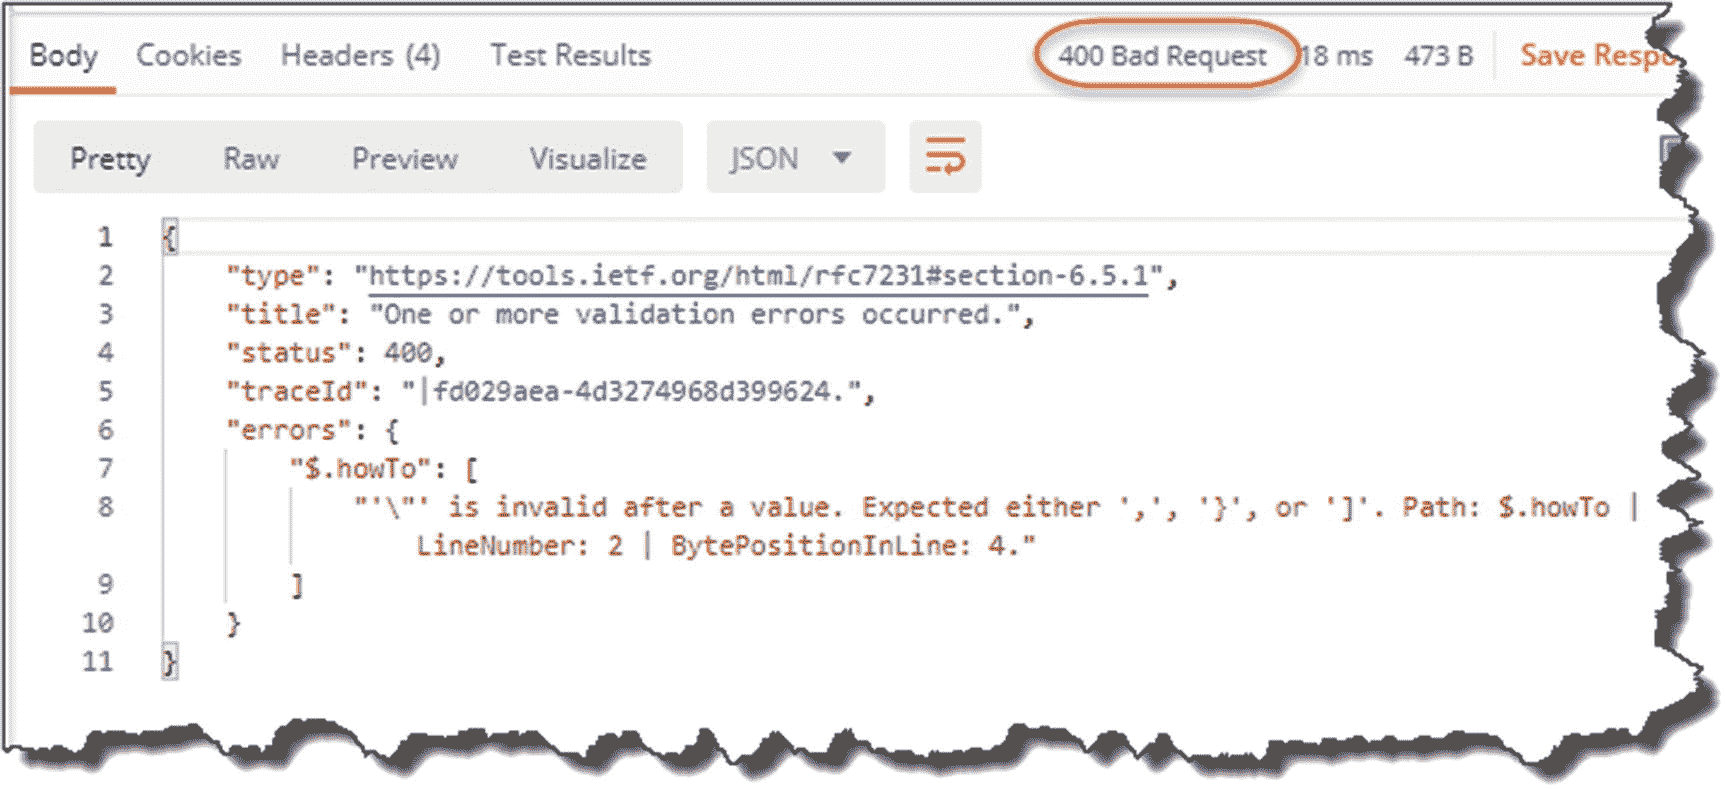 Body Cookies Headers (4) Test Results 400 Bad Request 18 ms 473 B Save Respo
Pretty Raw Preview Visualize JSON
1 {
2 "type": "https://tools.ietf.org/html/rfc7231#section-6.5.1",
3 "title": "One or more validation errors occurred.",
4 "status": 400,
5 "traceId": "|fd029aea-4d3274968d399624.",
6 "errors": {
7 "$.howTo": [
8 "'\"' is invalid after a value. Expected either ',', '}', or ']'. Path: $.howTo |
LineNumber: 2 | BytePositionInLine: 4."
9 ]
10 }
11 }